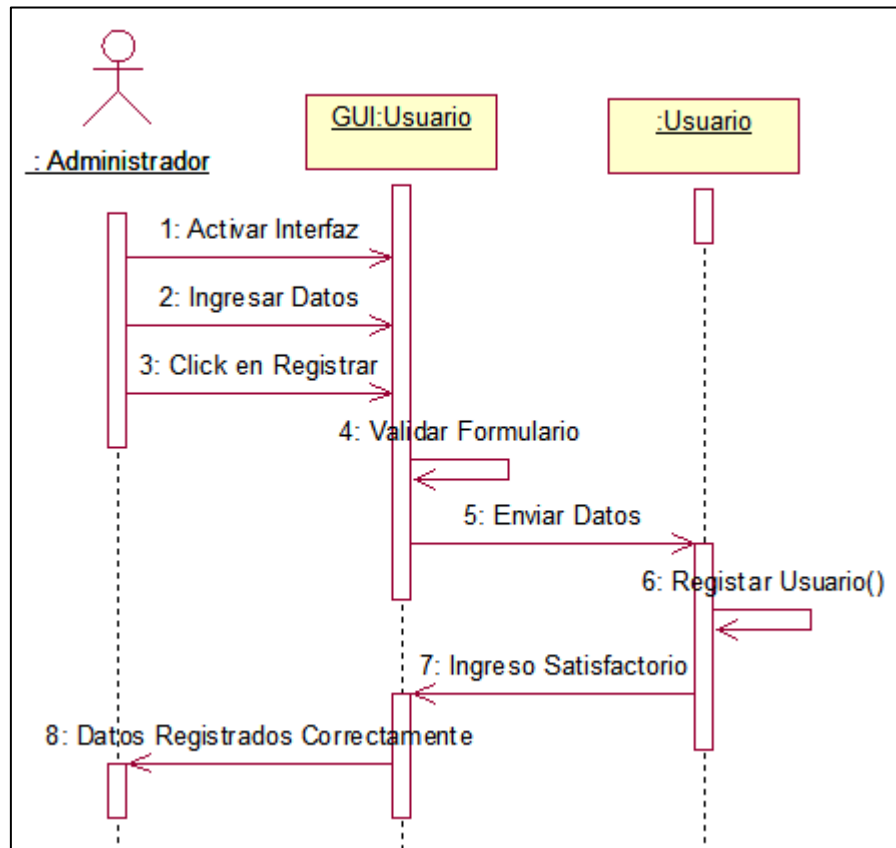 : Administrador
GUI:Usuario
:Usuario
1: Activar Interfaz
2: Ingresar Datos
3: Click en Registrar
4: Validar Formulario
5: Enviar Datos
6: Registar Usuario()
7: Ingreso Satisfactorio
8: Datos Registrados Correctamente